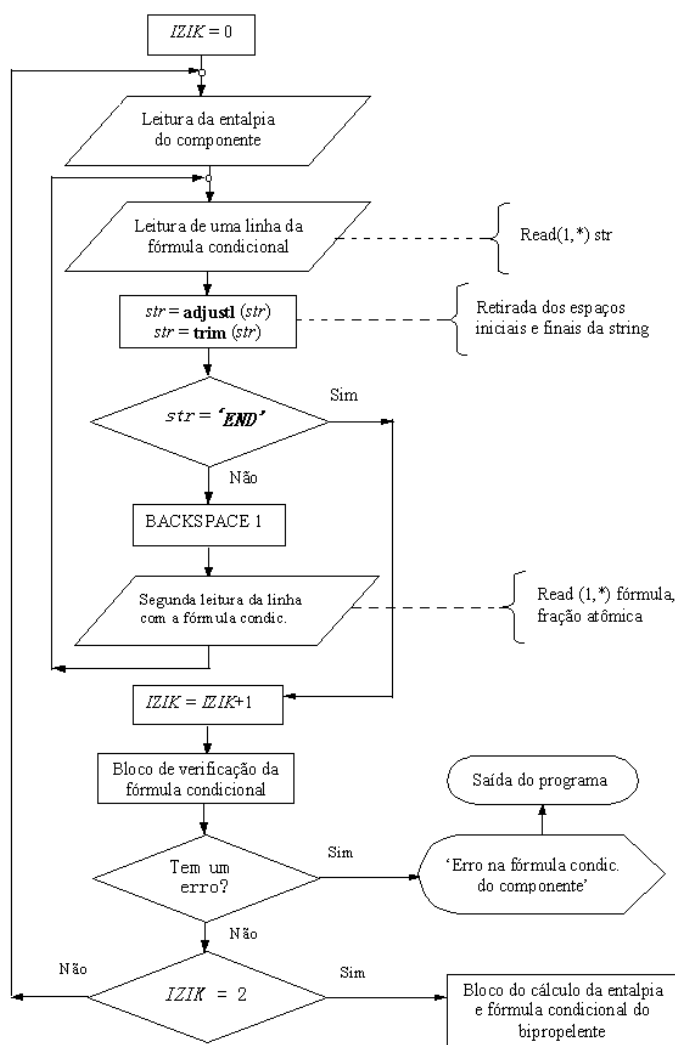 IZIK = 0
Leitura da entalpia
do componente
Leitura de uma linha da
fórmula condicional
Read(1,*) str
str = adjustl (str)
str = trim (str)
Retirada dos espaços
iniciais e finais da string
str = ‘END’
Sim
Não
BACKSPACE 1
Segunda leitura da linha
com a fórmula condic.
Read (1,*) fórmula,
fração atômica
IZIK = IZIK+1
Bloco de verificação da
fórmula condicional
Saída do programa
Tem um
erro?
Sim
‘Erro na fórmula condic.
do componente’
Não
Não
IZIK = 2
Sim
Bloco do cálculo da entalpia
e fórmula condicional do
bipropelente